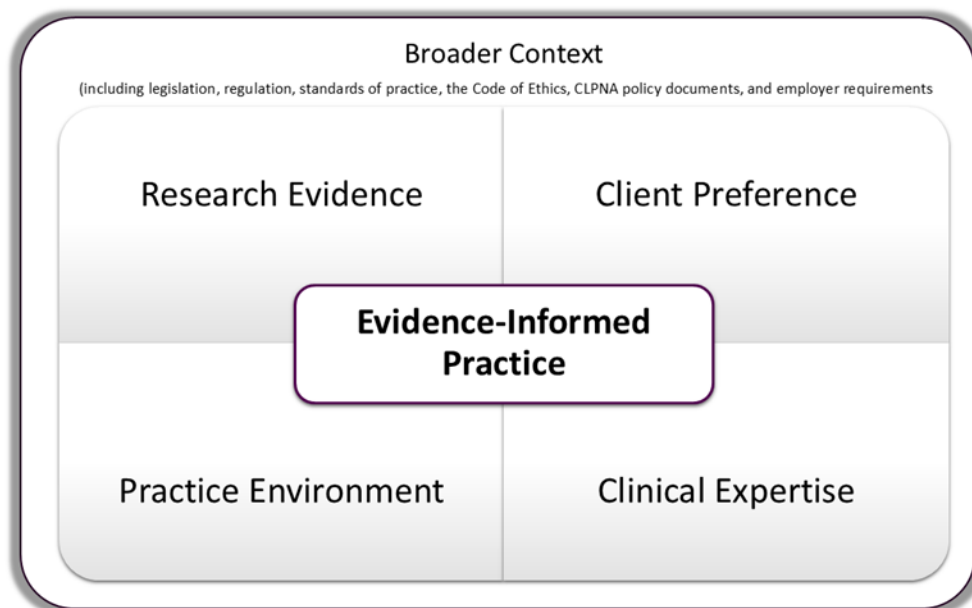 Broader Context
(including legislation, regulation, standards of practice, the Code of Ethics, CLPNA policy documents, and employer requirements
Research Evidence
Client Preference
Evidence-Informed
Practice
Practice Environment
Clinical Expertise